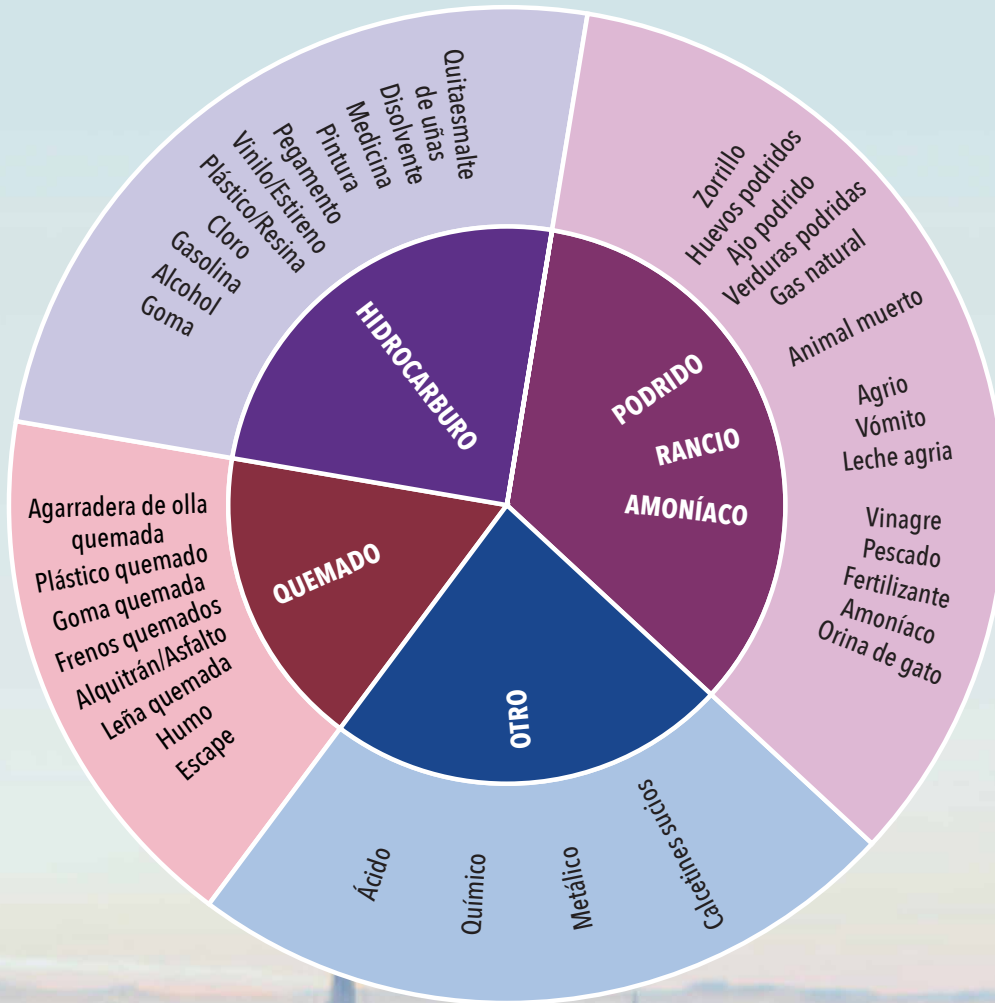 HIDROCARBURO
Quitaesmalte
de uñas
Disolvente
Medicina
Pintura
Pegamento
Vinilo/Estireno
Plástico/Resina
Cloro
Gasolina
Alcohol
Goma
PODRIDO
RANCIO
AMONÍACO
Zorrillo
Huevos podridos
Ajo podrido
Verduras podridas
Gas natural
Animal muerto
Agrio
Vómito
Leche agria
Vinagre
Pescado
Fertilizante
Amoníaco
Orina de gato
OTRO
Calcetines sucios
Metálico
Químico
Ácido
QUEMADO
Agarradera de olla
quemada
Plástico quemado
Goma quemada
Frenos quemados
Alquitrán/Asfalto
Leña quemada
Humo
Escape